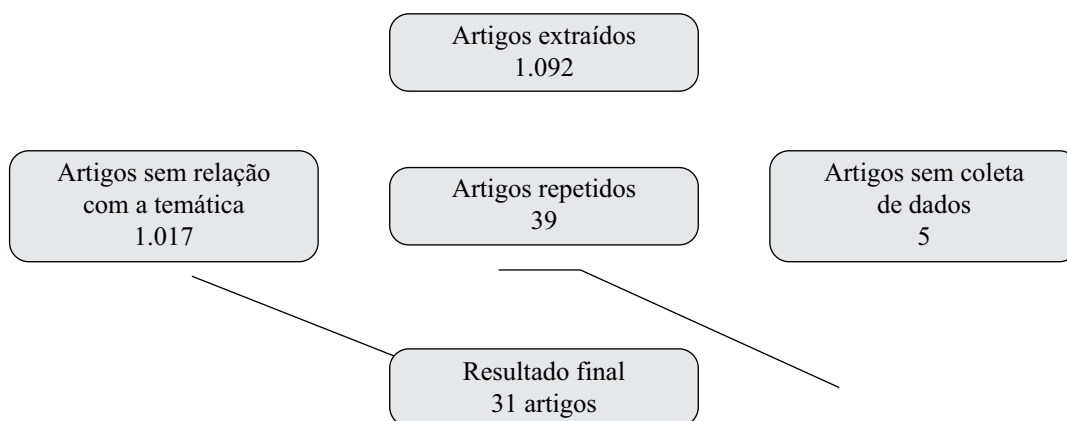 Artigos extraídos
1.092
Artigos sem relação
com a temática
1.017
Artigos repetidos
39
Artigos sem coleta
de dados
5
Resultado final
31 artigos